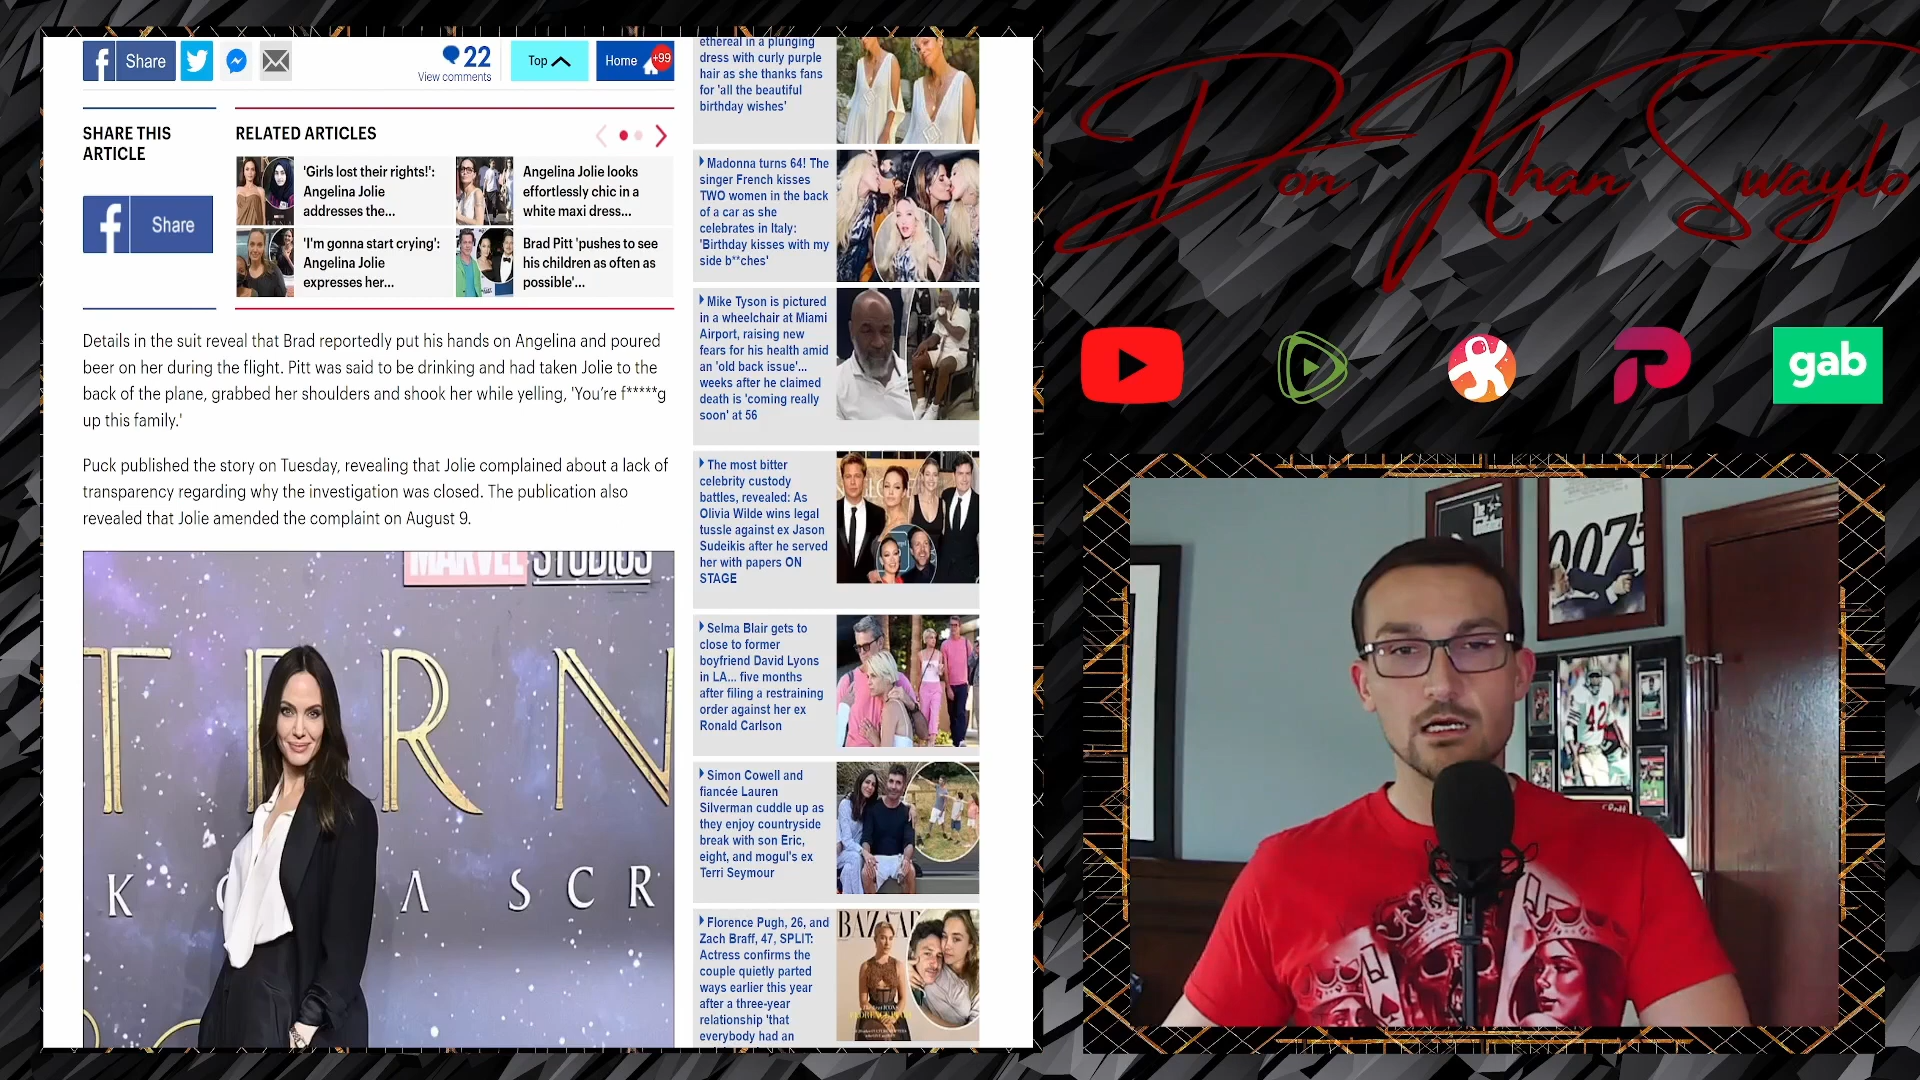 Share
22
View comments
Top
Home
+99
SHARE THIS
ARTICLE
Share
RELATED ARTICLES
'Girls lost their rights!':
Angelina Jolie
addresses the...
Angelina Jolie looks
effortlessly chic in a
white maxi dress...
'I'm gonna start crying':
Angelina Jolie
expresses her...
Brad Pitt 'pushes to see
his children as often as
possible'...
Details in the suit reveal that Brad reportedly put his hands on Angelina and poured
beer on her during the flight. Pitt was said to be drinking and had taken Jolie to the
back of the plane, grabbed her shoulders and shook her while yelling, 'You're f*****g
up this family.'
Puck published the story on Tuesday, revealing that Jolie complained about a lack of
transparency regarding why the investigation was closed. The publication also
revealed that Jolie amended the complaint on August 9.
MARVEL STUDIOS
T E R N
K A SCR
ethereal in a plunging
dress with curly purple
hair as she thanks fans
for 'all the beautiful
birthday wishes'
Madonna turns 64! The
singer French kisses
TWO women in the back
of a car as she
celebrates in Italy:
'Birthday kisses with my
side b**ches'
Mike Tyson is pictured
in a wheelchair at Miami
Airport, raising new
fears for his health amid
an 'old back issue'...
weeks after he claimed
death is 'coming really
soon' at 56
The most bitter
celebrity custody
battles, revealed: As
Olivia Wilde wins legal
tussle against ex Jason
Sudeikis after he served
her with papers ON
STAGE
Selma Blair gets to
close to former
boyfriend David Lyons
in LA... five months
after filing a restraining
order against her ex
Ronald Carlson
Simon Cowell and
fiancée Lauren
Silverman cuddle up as
they enjoy countryside
break with son Eric,
eight, and mogul's ex
Terri Seymour
Florence Pugh, 26, and
Zach Braff, 47, SPLIT:
Actress confirms the
couple quietly parted
ways earlier this year
after a three-year
relationship 'that
everybody had an
BAZAAR
Don Khan Swaylo
gab
The Godfather
007
42